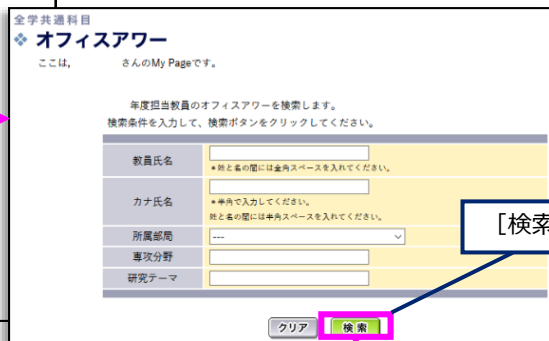 全学共通科目
❖ オフィスアワー
ここは, さんのMy Pageです。
年度担当教員のオフィスアワーを検索します。
検索条件を入力して、検索ボタンをクリックしてください。
教員氏名
*姓と名の間には全角スペースを入れてください。
カナ氏名
*半角で入力してください。
姓と名の間には半角スペースを入れてください。
所属部局
---
専攻分野
研究テーマ
[検索
クリア 検索